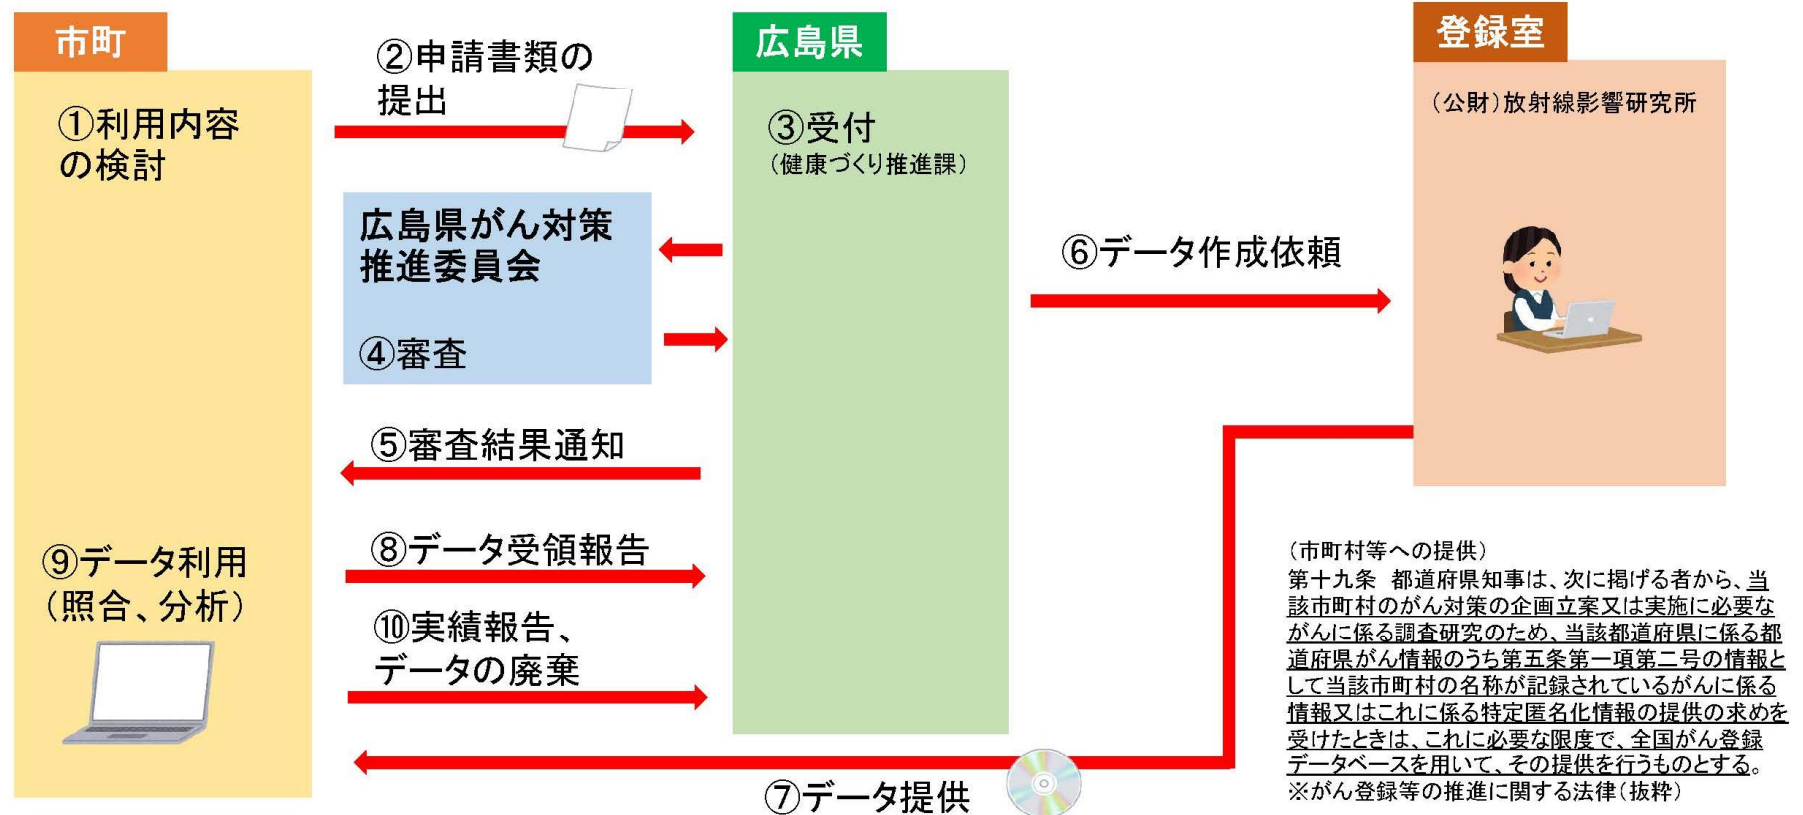 市町
①利用内容
の検討
②申請書類の
提出
広島県
③受付
（健康づくり推進課）
広島県がん対策
推進委員会
④審査
⑤審査結果通知
登録室
（公財）放射線影響研究所
⑥データ作成依頼
⑦データ提供
⑧データ受領報告
⑨データ利用
（照合、分析）
⑩実績報告、
データの廃棄
（市町村等への提供）
第十九条　都道府県知事は、次に掲げる者から、当
該市町村のがん対策の企画立案又は実施に必要な
がんに係る調査研究のため、当該都道府県に係る都
道府県がん情報のうち第五条第一項第二号の情報と
して当該市町村の名称が記録されているがんに係る
情報又はこれに係る特定匿名化情報の提供の求めを
受けたときは、これに必要な限度で、全国がん登録
データベースを用いて、その提供を行うものとする。
※がん登録等の推進に関する法律（抜粋）